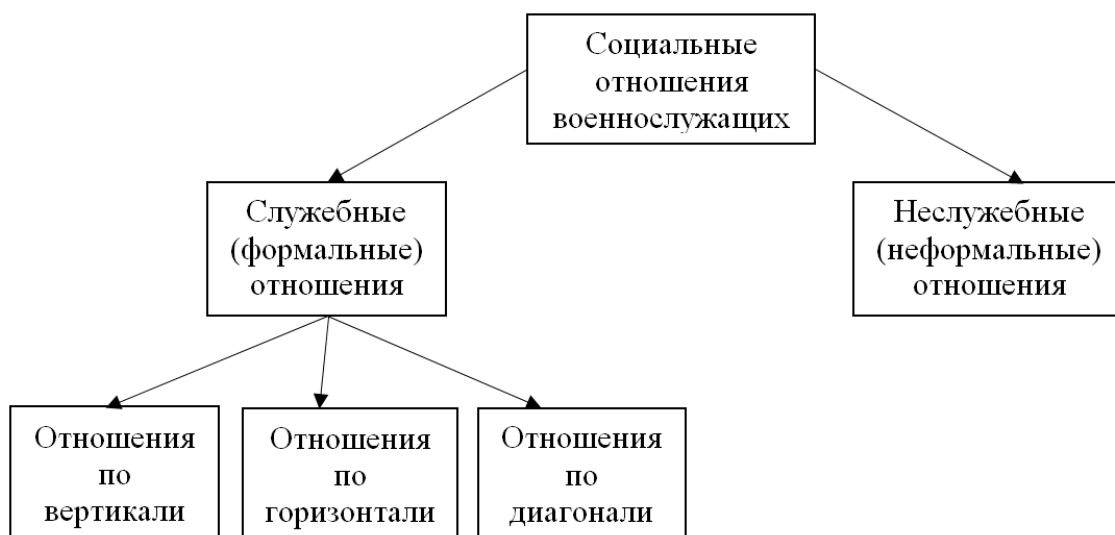 Социальные
отношения
военнослужащих
Служебные
(формальные)
отношения
Неслужебные
(неформальные)
отношения
Отношения
по
вертикали
Отношения
по
горизонтали
Отношения
по
диагонали